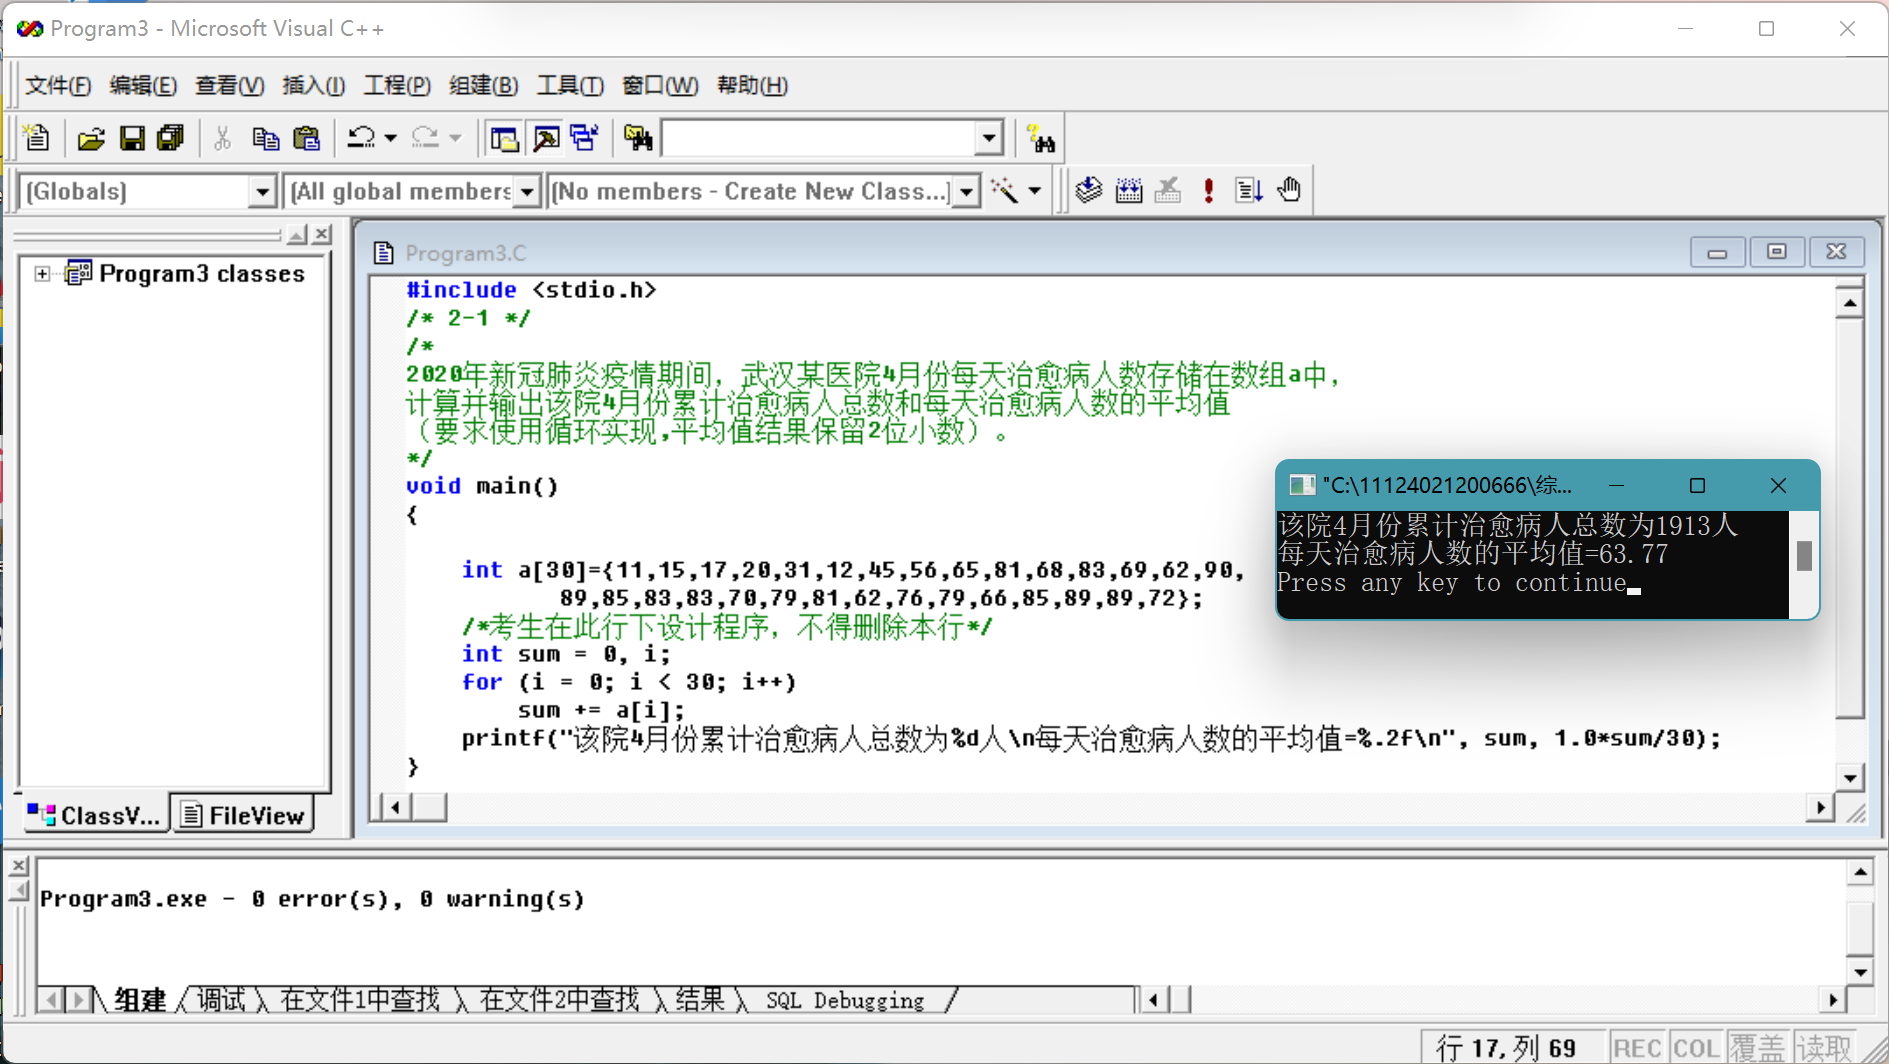 Program3 - Microsoft Visual C++
文件(F) 编辑(E) 查看(V) 插入(I) 工程(P) 组建(B) 工具(T) 窗口(W) 帮助(H)
(Globals) (All global members (No members - Create New Class...)
Program3 classes
ClassV... FileView
Program3.C
#include <stdio.h>
/* 2-1 */
/*
2020年新冠肺炎疫情期间，武汉某医院4月份每天治愈病人数存储在数组a中，
计算并输出该院4月份累计治愈病人总数和每天治愈病人数的平均值
（要求使用循环实现,平均值结果保留2位小数）。
*/
void main()
{
int a[30]={11,15,17,20,31,12,45,56,65,81,68,83,69,62,90,
89,85,83,83,70,79,81,62,76,79,66,85,89,89,72};
/*考生在此行下设计程序，不得删除本行*/
int sum = 0, i;
for (i = 0; i < 30; i++)
sum += a[i];
printf("该院4月份累计治愈病人总数为%d人\n每天治愈病人数的平均值=%.2f\n", sum, 1.0*sum/30);
}
"C:\11124021200666\综...
该院4月份累计治愈病人总数为1913人
每天治愈病人数的平均值=63.77
Press any key to continue
Program3.exe - 0 error(s), 0 warning(s)
组建 调试 在文件1中查找 在文件2中查找 结果 SQL Debugging
行 17, 列 69 REC COL 覆盖 读取